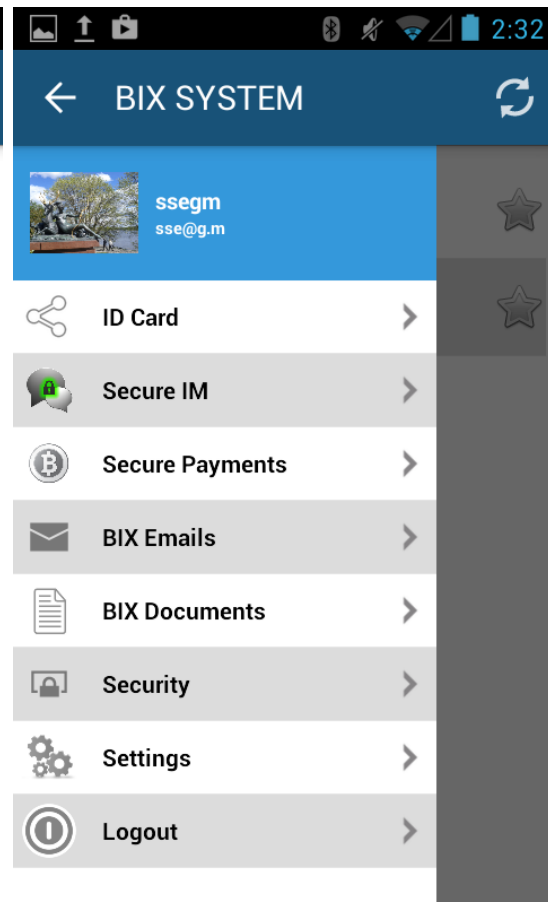 2:32
BIX SYSTEM
ssegm
sse@g.m
ID Card
Secure IM
Secure Payments
BIX Emails
BIX Documents
Security
Settings
Logout